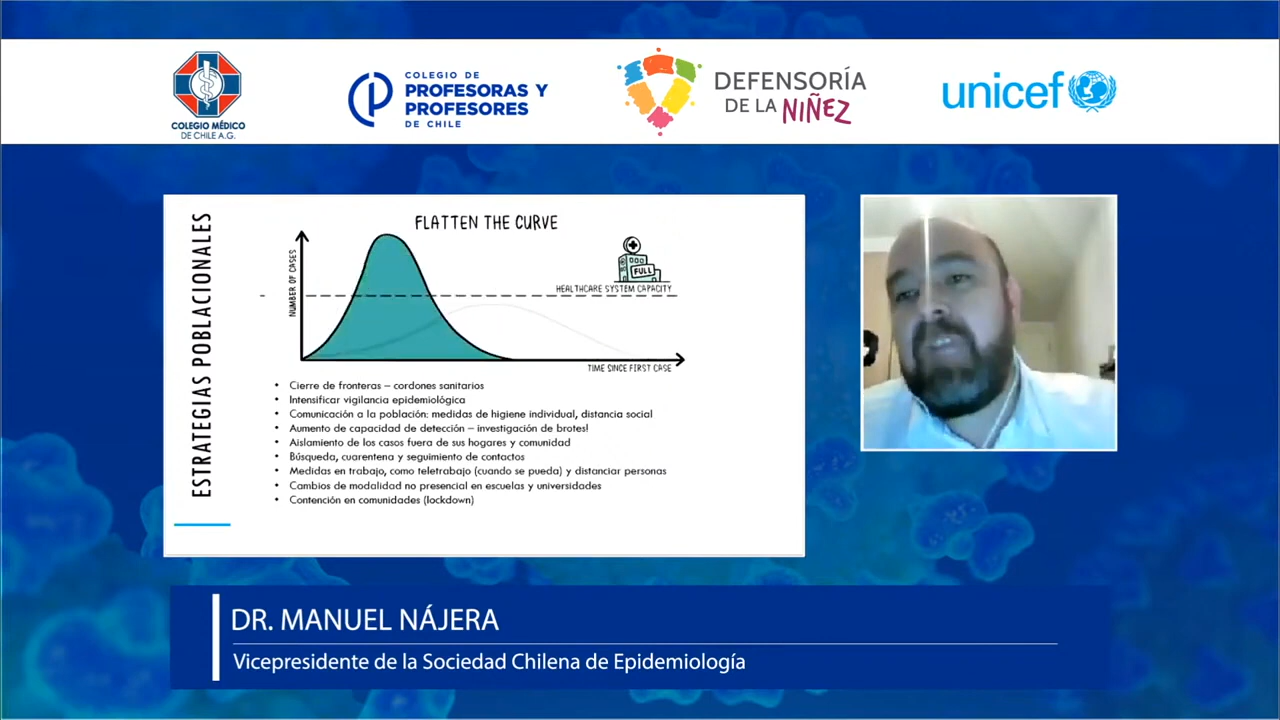 COLEGIO MÉDICO
DE CHILE A.G.
COLEGIO DE
PROFESORAS Y
PROFESORES
DE CHILE
DEFENSORÍA
DE LA NIÑEZ
unicef
ESTRATEGIAS POBLACIONALES
FLATTEN THE CURVE
NUMBER OF CASES
FULL
HEALTHCARE SYSTEM CAPACITY
TIME SINCE FIRST CASE
• Cierre de fronteras – cordones sanitarios
• Intensificar vigilancia epidemiológica
• Comunicación a la población: medidas de higiene individual, distancia social
• Aumento de capacidad de detección – investigación de brotes!
• Aislamiento de los casos fuera de sus hogares y comunidad
• Búsqueda, cuarentena y seguimiento de contactos
• Medidas en trabajo, como teletrabajo (cuando se pueda) y distanciar personas
• Cambios de modalidad no presencial en escuelas y universidades
• Contención en comunidades (lockdown)
DR. MANUEL NÁJERA
Vicepresidente de la Sociedad Chilena de Epidemiología